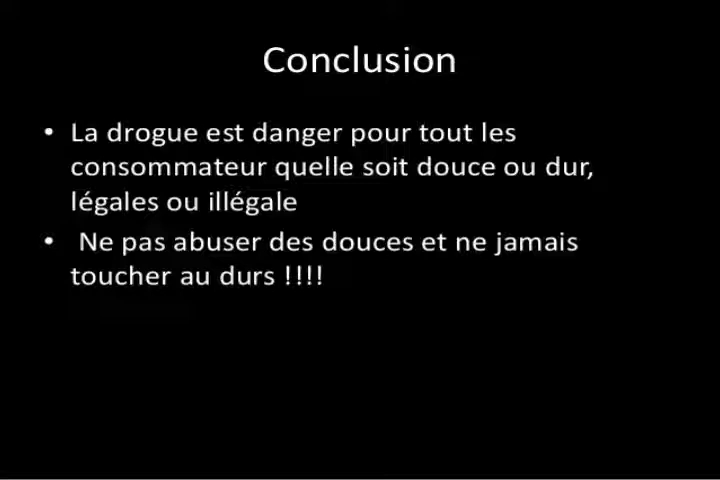 Conclusion
• La drogue est danger pour tout les
consommateur quelle soit douce ou dur,
légales ou illégale
• Ne pas abuser des douces et ne jamais
toucher au durs !!!!